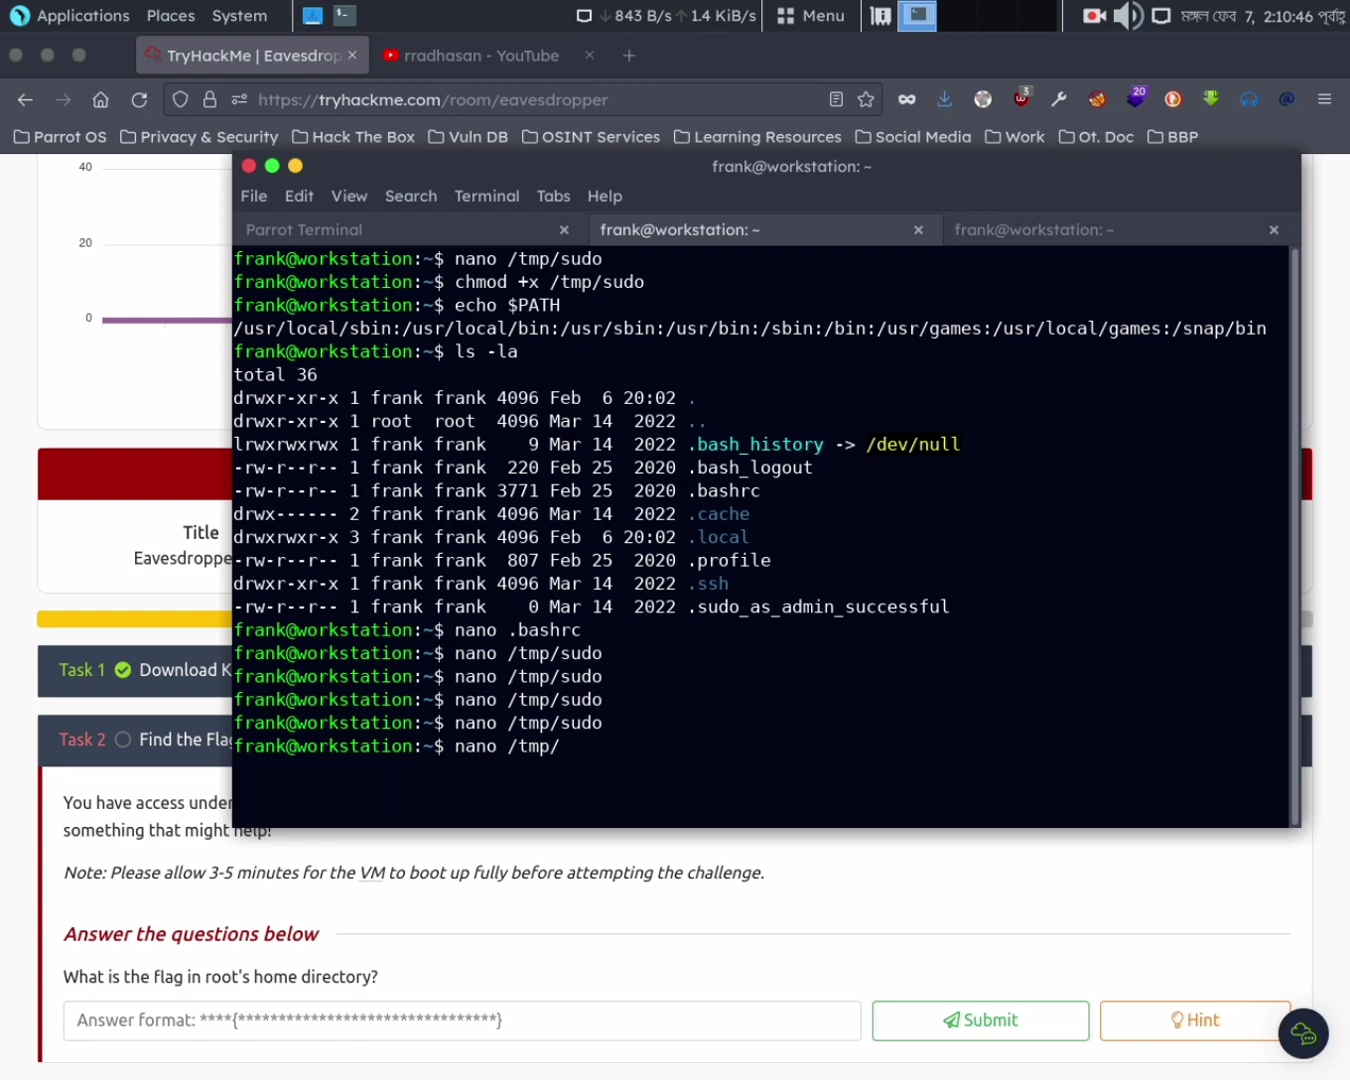 Applications Places System 843 B/s 1.4 KiB/s Menu মঙ্গল ফেব 7, 2:10:46 পূর্বাহ্ণ
TryHackMe | Eavesdrop rradhasan - YouTube
https://tryhackme.com/room/eavesdropper 3 20
Parrot OS Privacy & Security Hack The Box Vuln DB OSINT Services Learning Resources Social Media Work Ot. Doc BBP
40
20
0
frank@workstation: ~
File Edit View Search Terminal Tabs Help
Parrot Terminal frank@workstation: ~ frank@workstation: ~
frank@workstation:~$ nano /tmp/sudo
frank@workstation:~$ chmod +x /tmp/sudo
frank@workstation:~$ echo $PATH
/usr/local/sbin:/usr/local/bin:/usr/sbin:/usr/bin:/sbin:/bin:/usr/games:/usr/local/games:/snap/bin
frank@workstation:~$ ls -la
total 36
drwxr-xr-x 1 frank frank 4096 Feb  6 20:02 .
drwxr-xr-x 1 root  root  4096 Mar 14  2022 ..
lrwxrwxrwx 1 frank frank    9 Mar 14  2022 .bash_history -> /dev/null
-rw-r--r-- 1 frank frank  220 Feb 25  2020 .bash_logout
-rw-r--r-- 1 frank frank 3771 Feb 25  2020 .bashrc
drwx------ 2 frank frank 4096 Mar 14  2022 .cache
drwxrwxr-x 3 frank frank 4096 Feb  6 20:02 .local
-rw-r--r-- 1 frank frank  807 Feb 25  2020 .profile
drwxr-xr-x 1 frank frank 4096 Mar 14  2022 .ssh
-rw-r--r-- 1 frank frank    0 Mar 14  2022 .sudo_as_admin_successful
frank@workstation:~$ nano .bashrc
frank@workstation:~$ nano /tmp/sudo
frank@workstation:~$ nano /tmp/sudo
frank@workstation:~$ nano /tmp/sudo
frank@workstation:~$ nano /tmp/sudo
frank@workstation:~$ nano /tmp/
Title
Eavesdroppe
Task 1 Download K
Task 2 Find the Flag
You have access under
something that might help!
Note: Please allow 3-5 minutes for the VM to boot up fully before attempting the challenge.
Answer the questions below
What is the flag in root's home directory?
Answer format: ****{********************************}
Submit
Hint